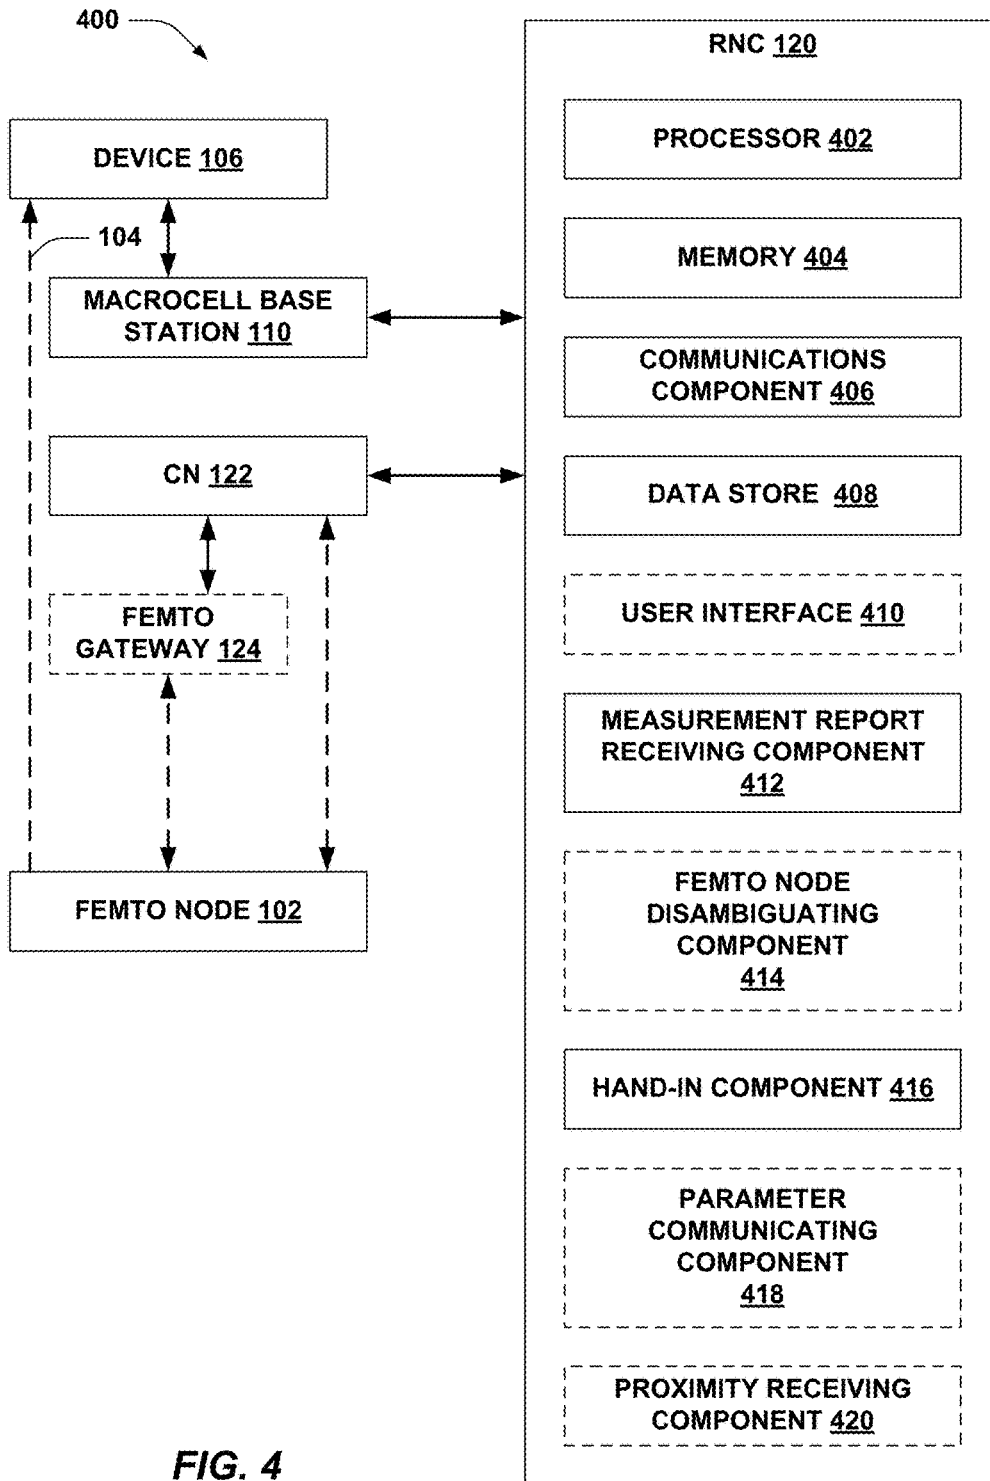 400
DEVICE 106
104
MACROCELL BASE
STATION 110
CN 122
FEMTO
GATEWAY 124
FEMTO NODE 102
RNC 120
PROCESSOR 402
MEMORY 404
COMMUNICATIONS
COMPONENT 406
DATA STORE 408
USER INTERFACE 410
MEASUREMENT REPORT
RECEIVING COMPONENT
412
FEMTO NODE
DISAMBIGUATING
COMPONENT
414
HAND-IN COMPONENT 416
PARAMETER
COMMUNICATING
COMPONENT
418
PROXIMITY RECEIVING
COMPONENT 420
FIG. 4